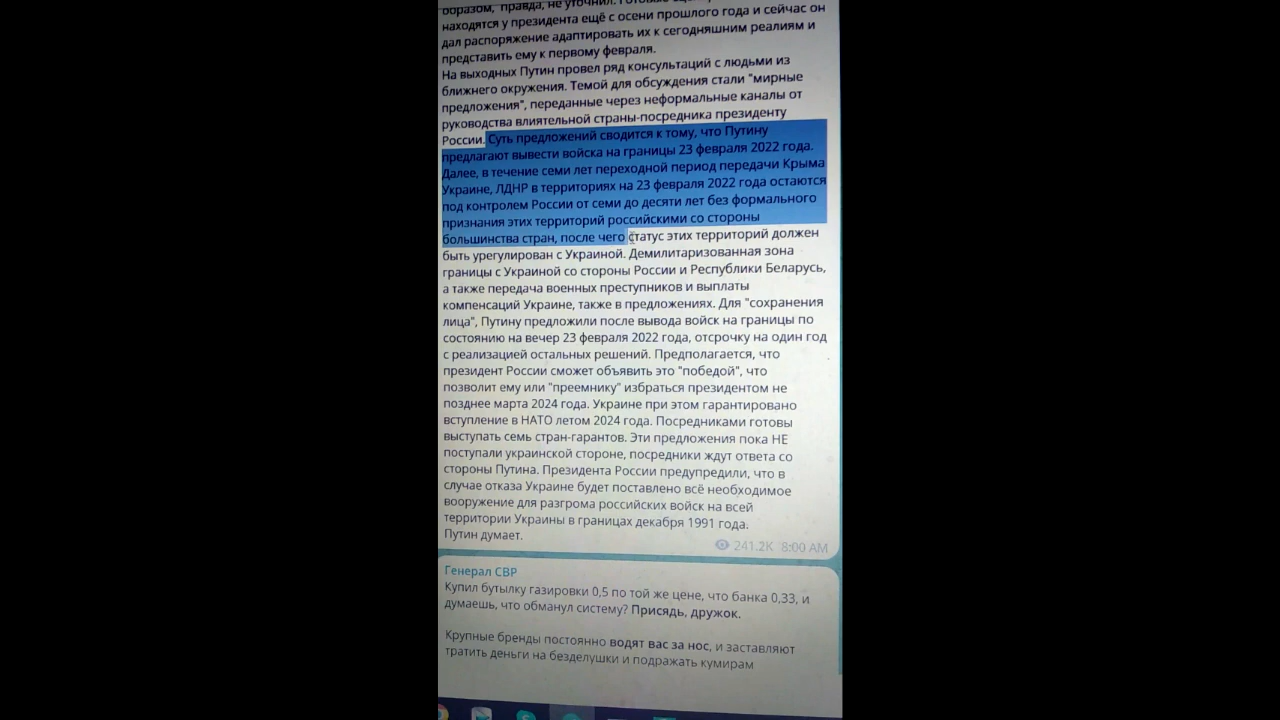 образом, правда, не уточнил. Готовые
находятся у президента ещё с осени прошлого года и сейчас он
дал распоряжение адаптировать их к сегодняшним реалиям и
представить ему к первому февраля.
На выходных Путин провел ряд консультаций с людьми из
ближнего окружения. Темой для обсуждения стали "мирные
предложения", переданные через неформальные каналы от
руководства влиятельной страны-посредника президенту
России. Суть предложений сводится к тому, что Путину
предлагают вывести войска на границы 23 февраля 2022 года.
Далее, в течение семи лет переходной период передачи Крыма
Украине, ЛДНР в территориях на 23 февраля 2022 года остаются
под контролем России от семи до десяти лет без формального
признания этих территорий российскими со стороны
большинства стран, после чего статус этих территорий должен
быть урегулирован с Украиной. Демилитаризованная зона
границы с Украиной со стороны России и Республики Беларусь,
а также передача военных преступников и выплаты
компенсаций Украине, также в предложениях. Для "сохранения
лица", Путину предложили после вывода войск на границы по
состоянию на вечер 23 февраля 2022 года, отсрочку на один год
с реализацией остальных решений. Предполагается, что
президент России сможет объявить это "победой", что
позволит ему или "преемнику" избраться президентом не
позднее марта 2024 года. Украине при этом гарантировано
вступление в НАТО летом 2024 года. Посредниками готовы
выступать семь стран-гарантов. Эти предложения пока НЕ
поступали украинской стороне, посредники ждут ответа со
стороны Путина. Президента России предупредили, что в
случае отказа Украине будет поставлено всё необходимое
вооружение для разгрома российских войск на всей
территории Украины в границах декабря 1991 года.
Путин думает.
241.2K 8:00 AM
Генерал СВР
Купил бутылку газировки 0,5 по той же цене, что банка 0,33, и
думаешь, что обманул систему? Присядь, дружок.
Крупные бренды постоянно водят вас за нос, и заставляют
тратить деньги на безделушки и подражать кумирам